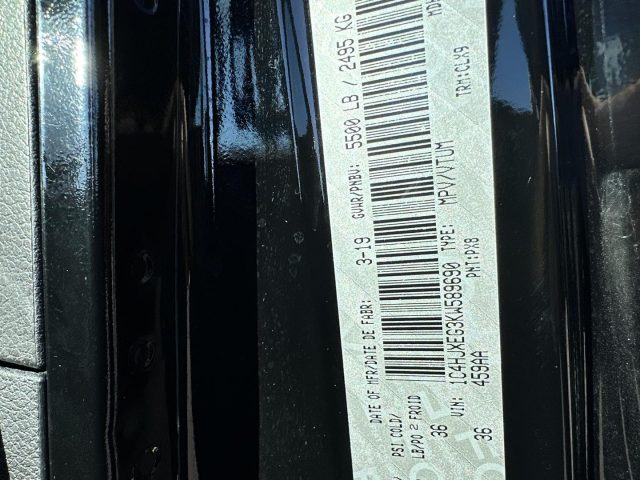 DATE OF MFR/DATE DE FABR: 3-19 GVWR/PNBV: 5500 LB / 2495 KG
PSI,COLD/
LB/PO 2 FROID
36
36
VIN: 1C4HJXEG3KW589690 TYPE: MPV/VTUM
459AA PNT:PX8 TRM:CLX9